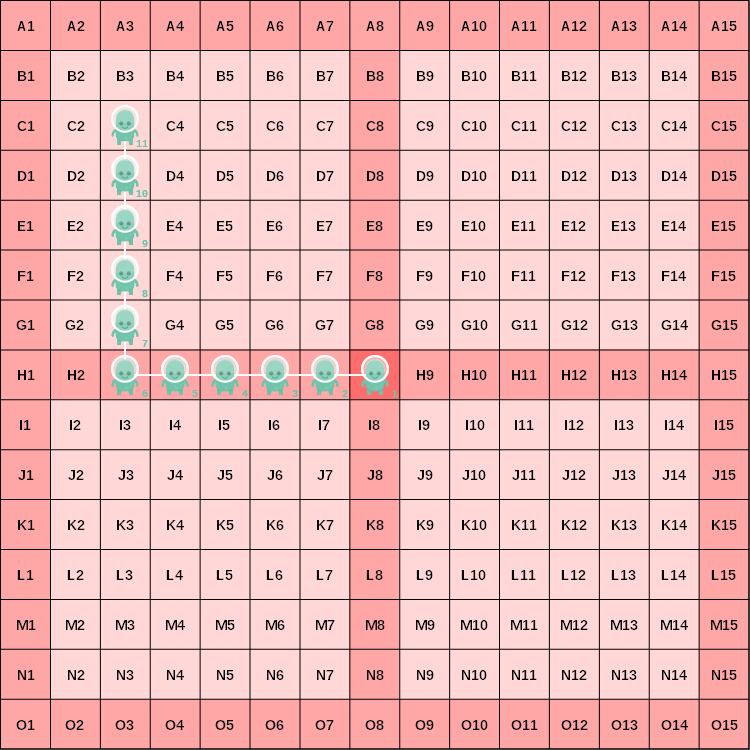 A1 A2 A3 A4 A5 A6 A7 A8 A9 A10 A11 A12 A13 A14 A15
B1 B2 B3 B4 B5 B6 B7 B8 B9 B10 B11 B12 B13 B14 B15
C1 C2 11 C4 C5 C6 C7 C8 C9 C10 C11 C12 C13 C14 C15
D1 D2 10 D4 D5 D6 D7 D8 D9 D10 D11 D12 D13 D14 D15
E1 E2 9 E4 E5 E6 E7 E8 E9 E10 E11 E12 E13 E14 E15
F1 F2 8 F4 F5 F6 F7 F8 F9 F10 F11 F12 F13 F14 F15
G1 G2 7 G4 G5 G6 G7 G8 G9 G10 G11 G12 G13 G14 G15
H1 H2 6 5 4 3 2 1 H9 H10 H11 H12 H13 H14 H15
I1 I2 I3 I4 I5 I6 I7 I8 I9 I10 I11 I12 I13 I14 I15
J1 J2 J3 J4 J5 J6 J7 J8 J9 J10 J11 J12 J13 J14 J15
K1 K2 K3 K4 K5 K6 K7 K8 K9 K10 K11 K12 K13 K14 K15
L1 L2 L3 L4 L5 L6 L7 L8 L9 L10 L11 L12 L13 L14 L15
M1 M2 M3 M4 M5 M6 M7 M8 M9 M10 M11 M12 M13 M14 M15
N1 N2 N3 N4 N5 N6 N7 N8 N9 N10 N11 N12 N13 N14 N15
O1 O2 O3 O4 O5 O6 O7 O8 O9 O10 O11 O12 O13 O14 O15